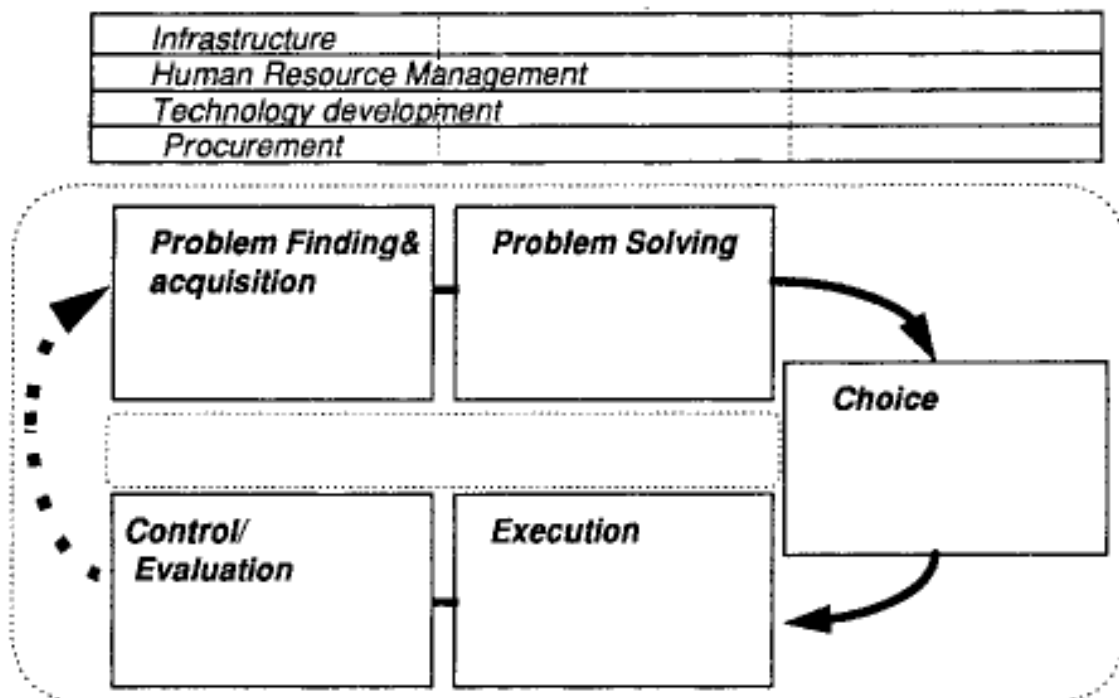 Infrastructure
Human Resource Management
Technology development
Procurement
Problem Finding&
acquisition
Problem Solving
Choice
Control/
Evaluation
Execution